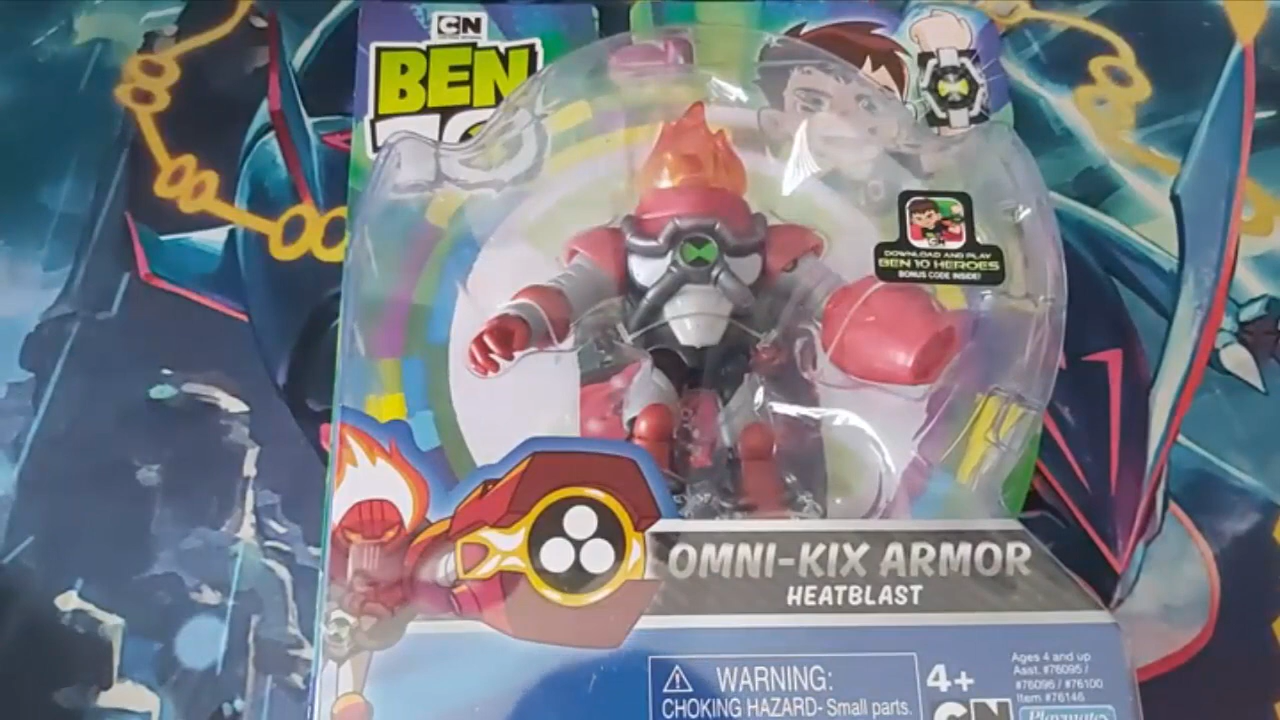 CN
BEN
10
DOWNLOAD AND PLAY
BEN 10 HEROES
BONUS CODE INSIDE!
OMNI-KIX ARMOR
HEATBLAST
WARNING:
CHOKING HAZARD- Small parts.
4+
Ages 4 and up
Asst. #76095 /
#76096 / #76100
Item #76146
CN
Playmates